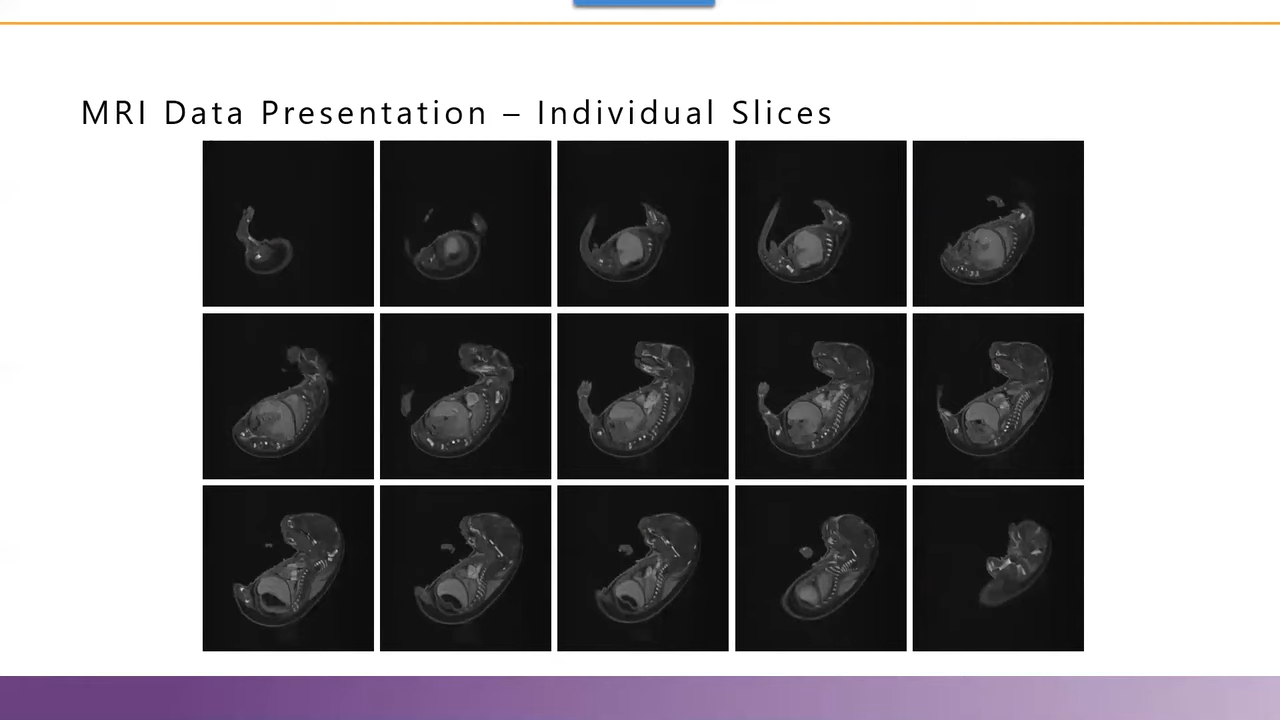 MRI Data Presentation – Individual Slices